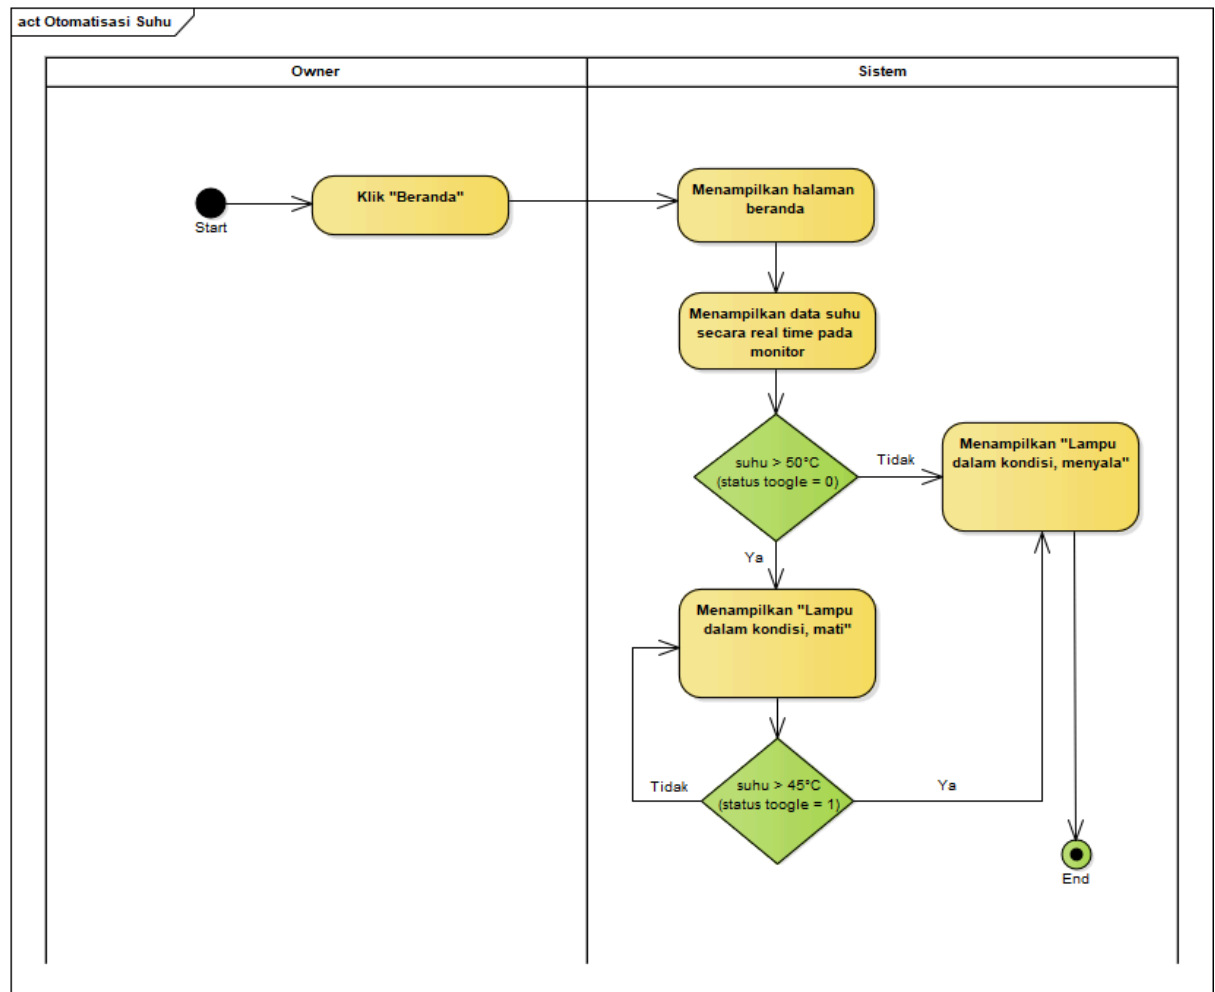 act Otomatisasi Suhu
Owner
Sistem
Start
Klik "Beranda"
Menampilkan halaman
beranda
Menampilkan data suhu
secara real time pada
monitor
suhu > 50°C
(status toogle = 0)
Tidak
Menampilkan "Lampu
dalam kondisi, menyala"
Ya
Menampilkan "Lampu
dalam kondisi, mati"
Tidak
suhu > 45°C
(status toogle = 1)
Ya
End